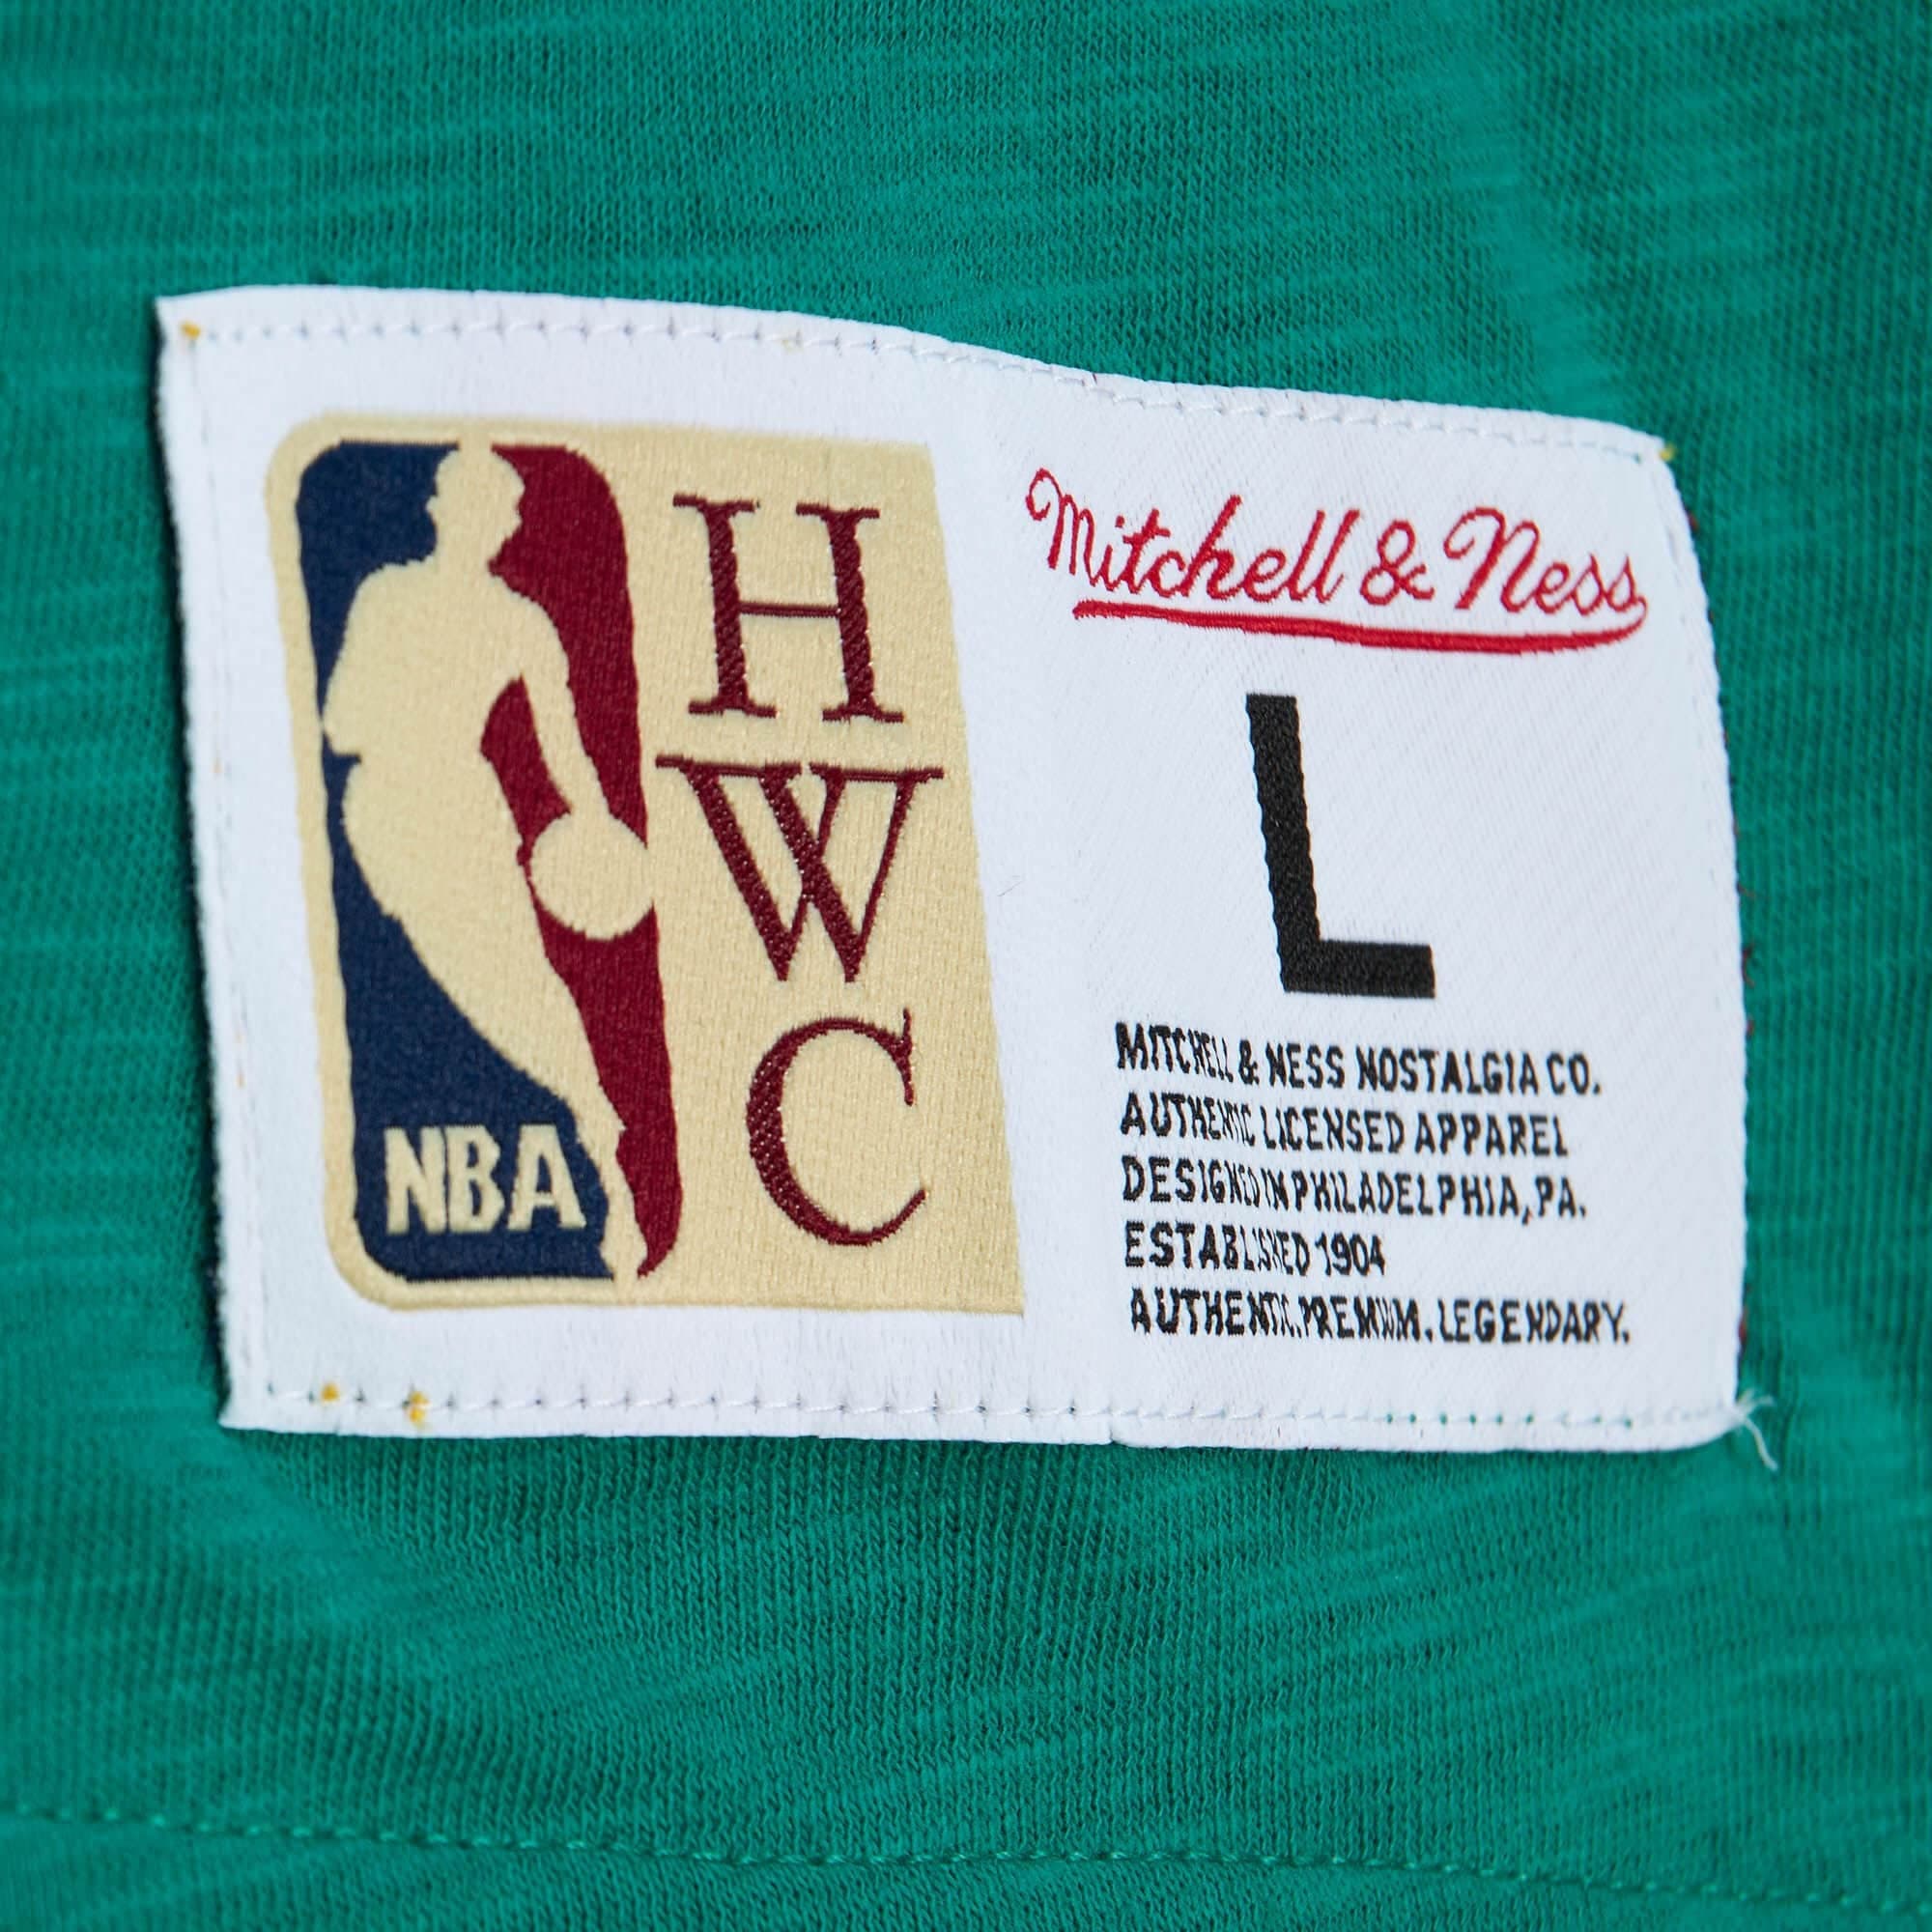 NBA
H
W
C
Mitchell & Ness
L
MITCHELL & NESS NOSTALGIA CO.
AUTHENTIC LICENSED APPAREL
DESIGNED IN PHILADELPHIA, PA.
ESTABLISHED 1904
AUTHENTIC. PREMIUM. LEGENDARY.